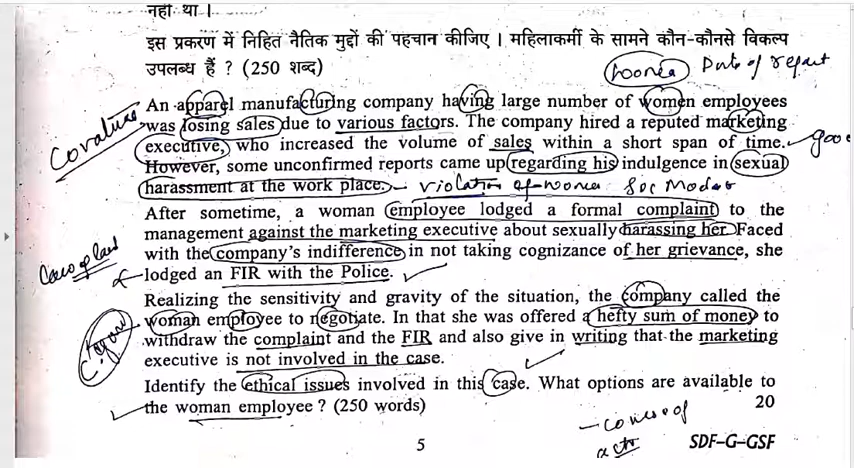 नहीं था ।
इस प्रकरण में निहित नैतिक मुद्दों की पहचान कीजिए । महिलाकर्मी के सामने कौन-कौनसे विकल्प
उपलब्ध हैं ? (250 शब्द)
An apparel manufacturing company having large number of women employees
was losing sales due to various factors. The company hired a reputed marketing
executive, who increased the volume of sales within a short span of time.
However, some unconfirmed reports came up regarding his indulgence in sexual
harassment at the work place.
violation of women
After sometime, a woman employee lodged a formal complaint to the
management against the marketing executive about sexually harassing her Faced
with the company's indifference in not taking cognizance of her grievance, she
lodged an FIR with the Police.
Realizing the sensitivity and gravity of the situation, the company called the
woman employee to negotiate. In that she was offered a hefty sum of money to
withdraw the complaint and the FIR and also give in writing that the marketing
executive is not involved in the case.
Identify the ethical issues involved in this case. What options are available to
the woman employee ? (250 words)
20
5
SDF–G–GSF